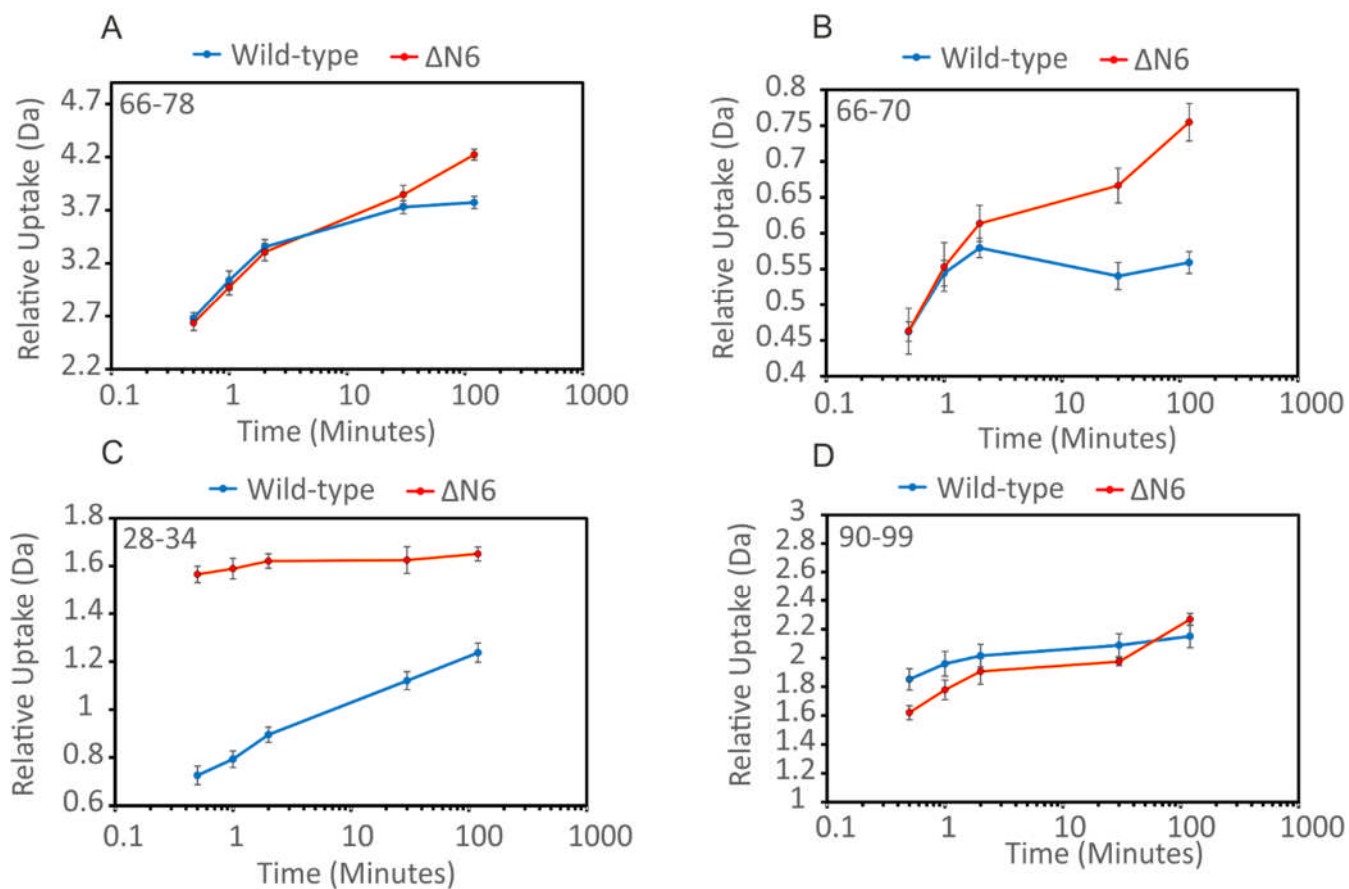 A
Wild-type ΔN6
66-78
Relative Uptake (Da)
4.7
4.2
3.7
3.2
2.7
2.2
0.1 1 10 100 1000
Time (Minutes)
B
Wild-type ΔN6
66-70
Relative Uptake (Da)
0.8
0.75
0.65
0.55
0.5
0.45
0.4
0.1 1 10 100 1000
Time (Minutes)
C
Wild-type ΔN6
28-34
Relative Uptake (Da)
1.8
1.6
1.4
1.2
1
0.8
0.6
0.1 1 10 100 1000
Time (Minutes)
D
Wild-type ΔN6
90-99
Relative Uptake (Da)
3
2.8
2.6
2.4
2.2
2
1.8
1.6
1.4
1.2
1
0.1 1 10 100 1000
Time (Minutes)